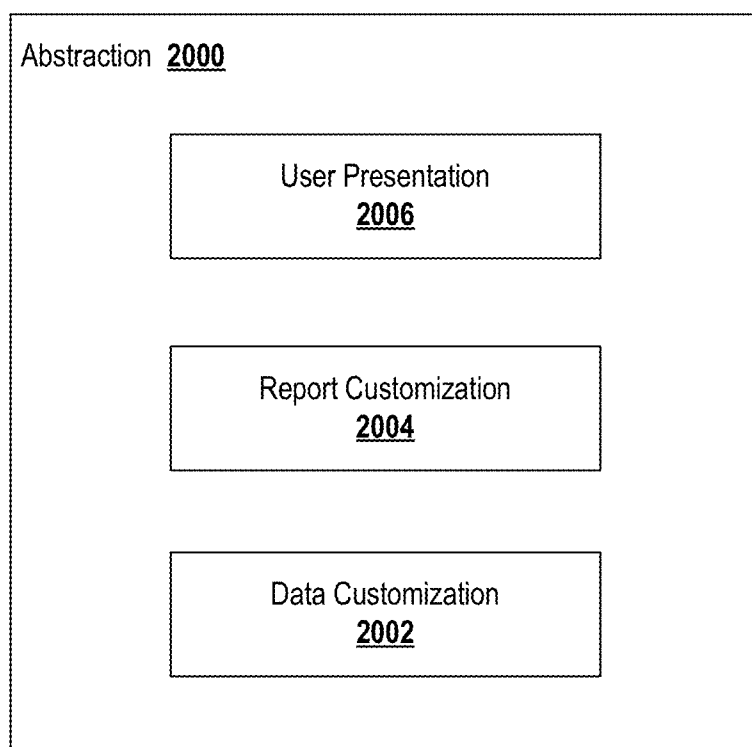 Abstraction 2000
User Presentation
2006
Report Customization
2004
Data Customization
2002